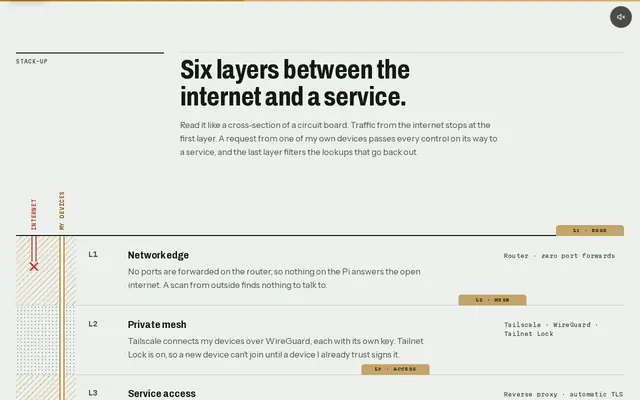 STACK-UP
Six layers between the
internet and a service.
Read it like a cross-section of a circuit board. Traffic from the internet stops at the
first layer. A request from one of my own devices passes every control on its way to
a service, and the last layer filters the lookups that go back out.
INTERNET
MY DEVICES
L1 · EDGE
L1
Network edge
Router · zero port forwards
No ports are forwarded on the router, so nothing on the Pi answers the open
internet. A scan from outside finds nothing to talk to.
L2 · MESH
L2
Private mesh
Tailscale · WireGuard ·
Tailnet Lock
Tailscale connects my devices over WireGuard, each with its own key. Tailnet
Lock is on, so a new device can't join until a device I already trust signs it.
L3 · ACCESS
L3
Service access
Reverse proxy · automatic TLS